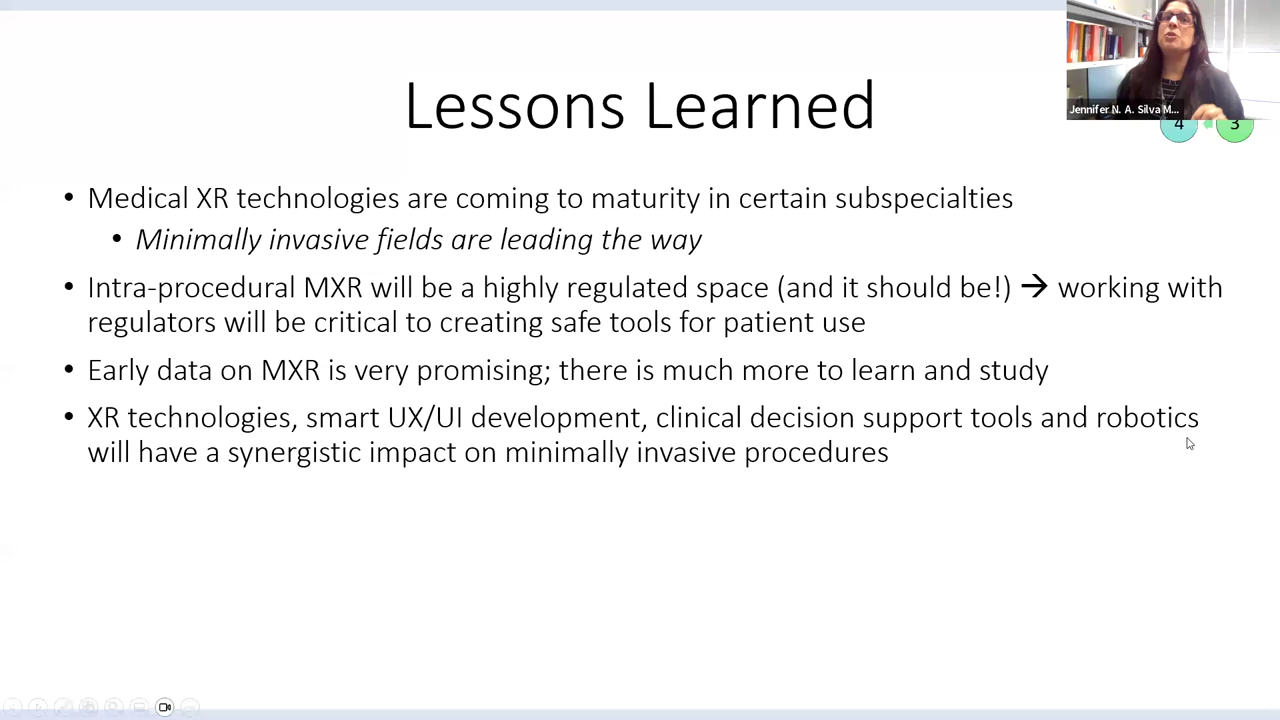 Lessons Learned
Jennifer N. A. Silva M...
4
3
• Medical XR technologies are coming to maturity in certain subspecialties
• Minimally invasive fields are leading the way
• Intra-procedural MXR will be a highly regulated space (and it should be!) → working with
regulators will be critical to creating safe tools for patient use
• Early data on MXR is very promising; there is much more to learn and study
• XR technologies, smart UX/UI development, clinical decision support tools and robotics
will have a synergistic impact on minimally invasive procedures